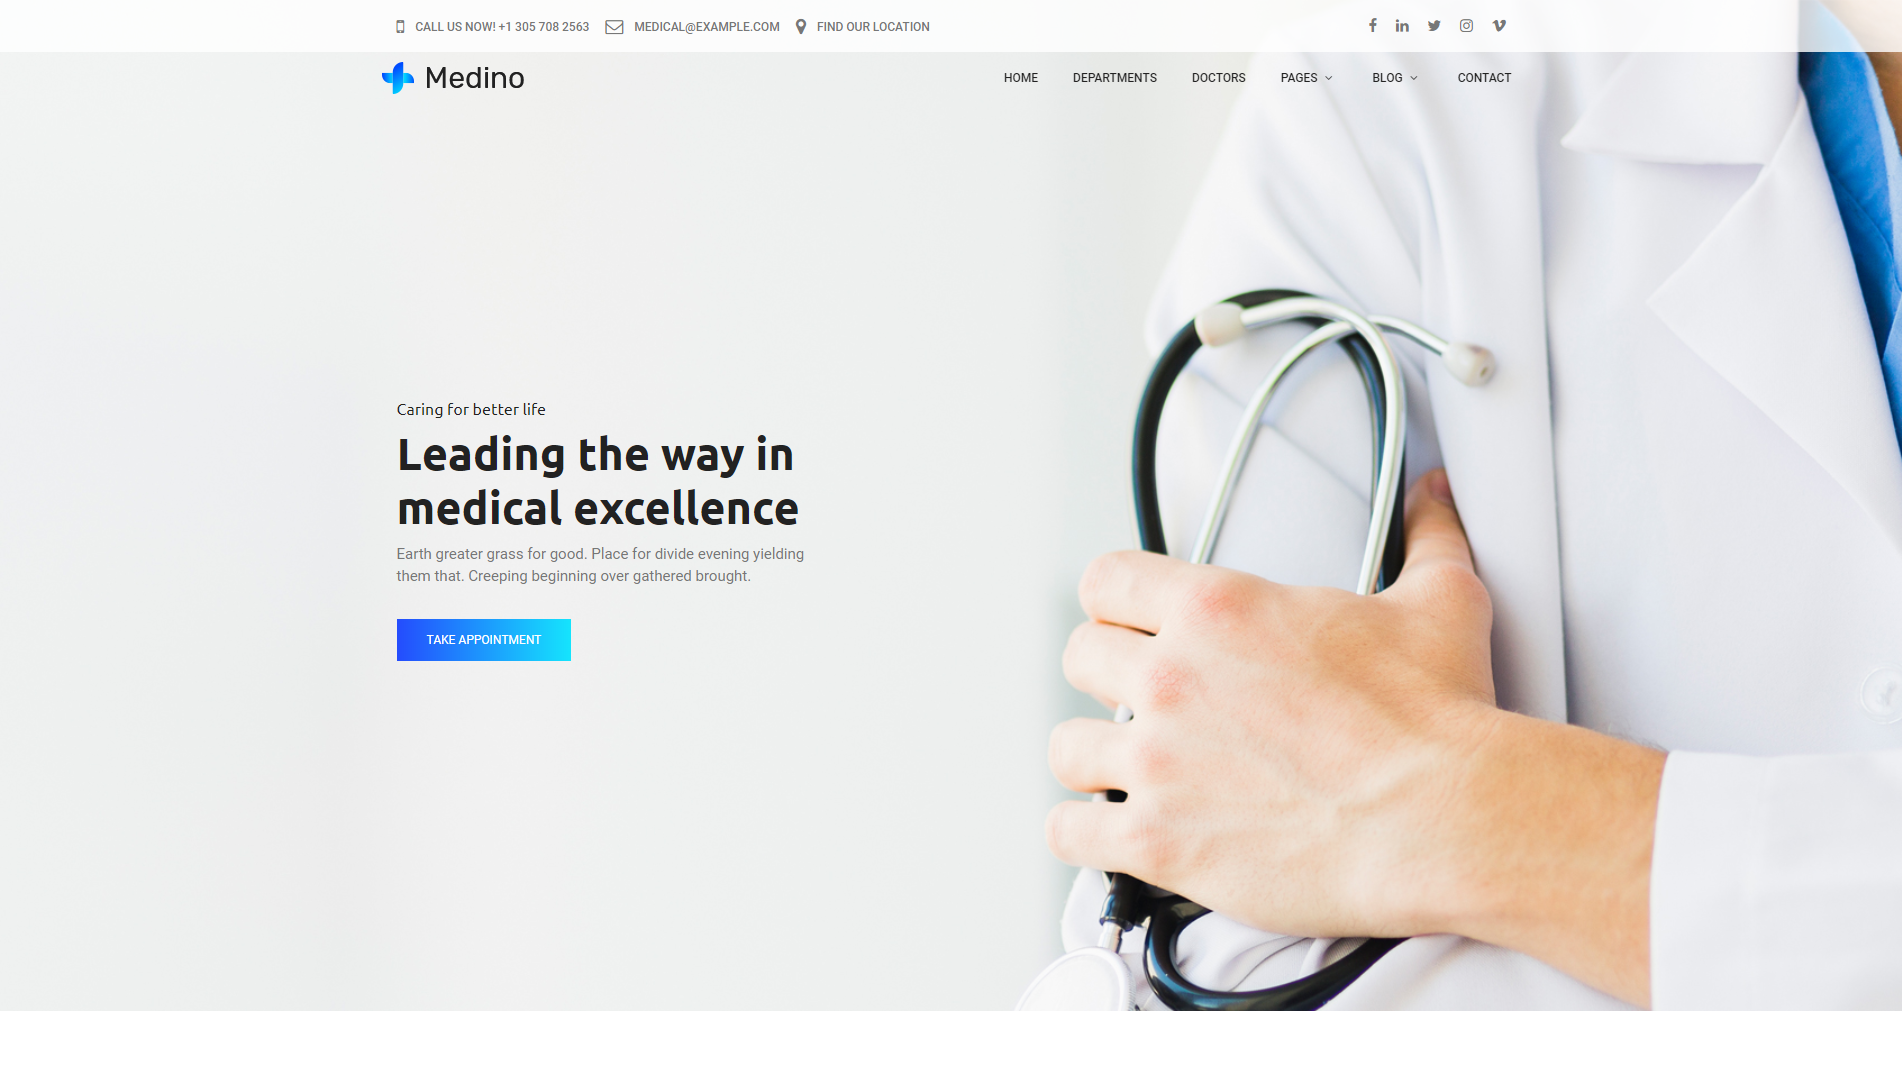 CALL US NOW! +1 305 708 2563
MEDICAL@EXAMPLE.COM
FIND OUR LOCATION
Medino
HOME
DEPARTMENTS
DOCTORS
PAGES
BLOG
CONTACT
Caring for better life
Leading the way in
medical excellence
Earth greater grass for good. Place for divide evening yielding
them that. Creeping beginning over gathered brought.
TAKE APPOINTMENT